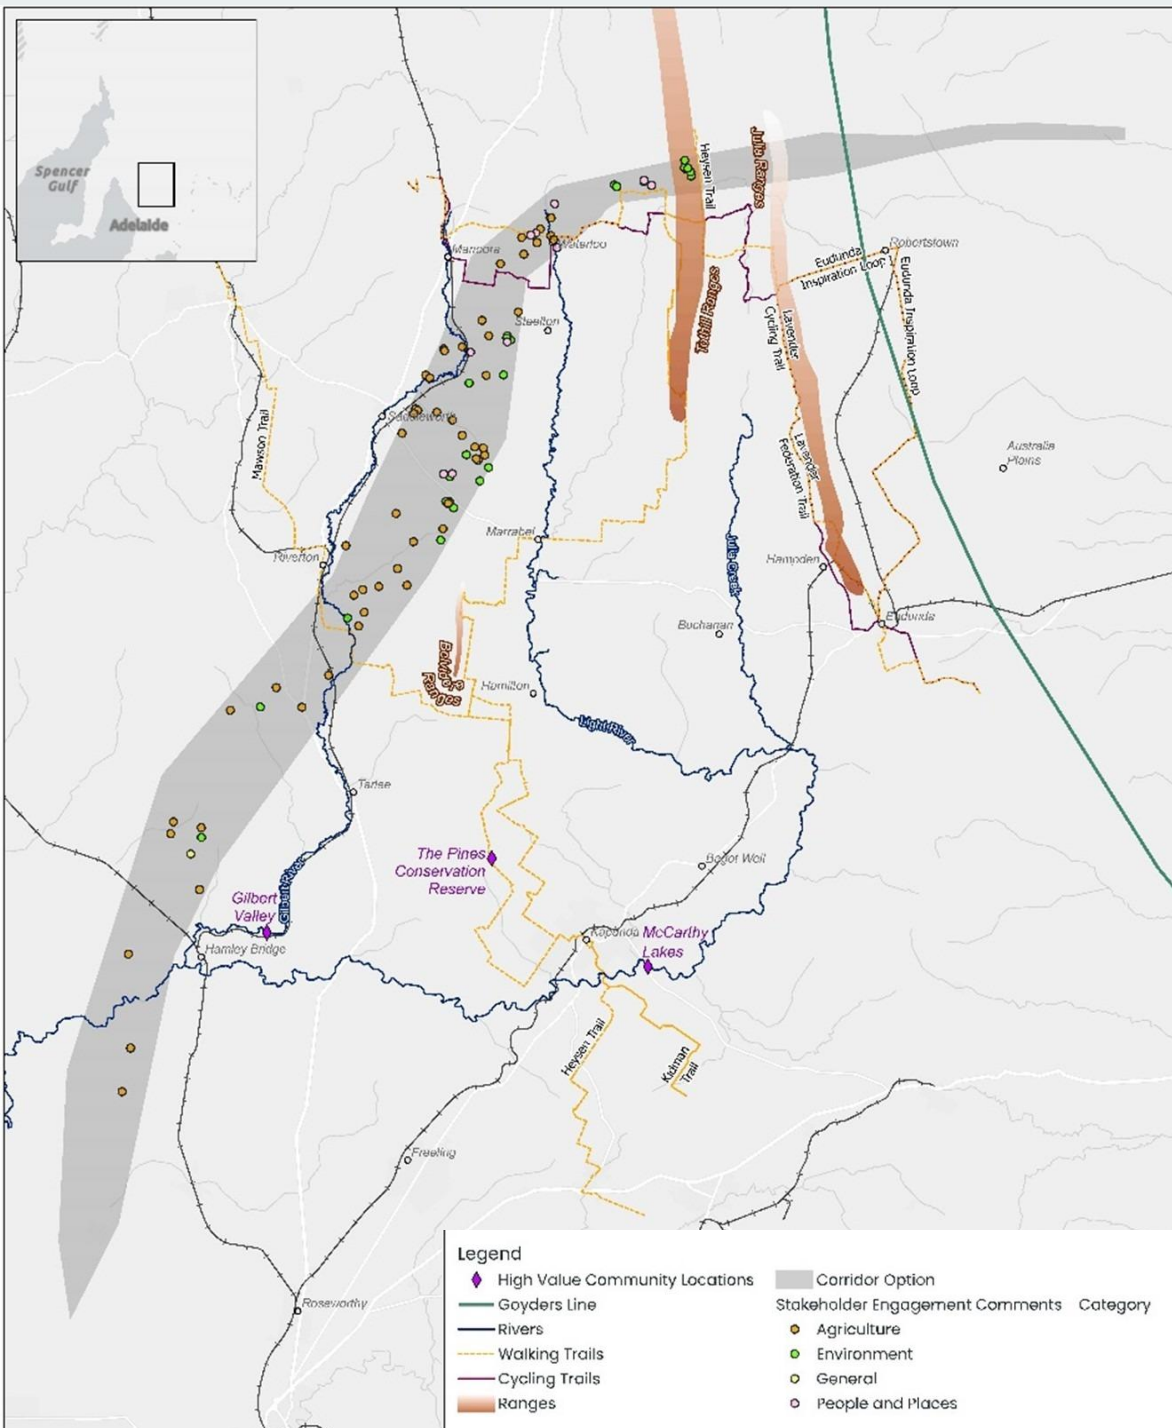 Spencer
Gulf
Adelaide
Heysen Trail
Julia Ranges
Manoora
Waterloo
Robertstown
Eudunda
Inspiration Loop
Eudunda Inspiration Loop
Tothill Ranges
Steelton
Lavender
Cycling Trail
Mawson Trail
Saddleworth
Lavender
Federation Trail
Australia
Plains
Marrabel
Riverton
Julia Creek
Hampden
Eudunda
Buchanan
Ranges
Hamilton
Light River
Tarlee
The Pines
Conservation
Reserve
Bagot Well
Gilbert
Valley
Gilbert River
Kapunda
McCarthy
Lakes
Hamley Bridge
Heysen Trail
Kidman
Trail
Freeling
Roseworthy
Legend
High Value Community Locations
Goyders Line
Rivers
Walking Trails
Cycling Trails
Ranges
Corridor Option
Stakeholder Engagement Comments Category
Agriculture
Environment
General
People and Places